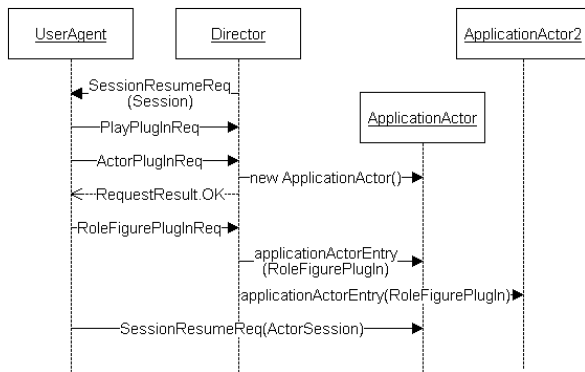 UserAgent
Director
ApplicationActor2
SessionResumeReq
(Session)
PlayPlugInReq
ApplicationActor
ActorPlugInReq
new ApplicationActor()
RequestResult.OK
RoleFigurePlugInReq
applicationActorEntry
(RoleFigurePlugIn)
applicationActorEntry(RoleFigurePlugIn)
SessionResumeReq(ActorSession)